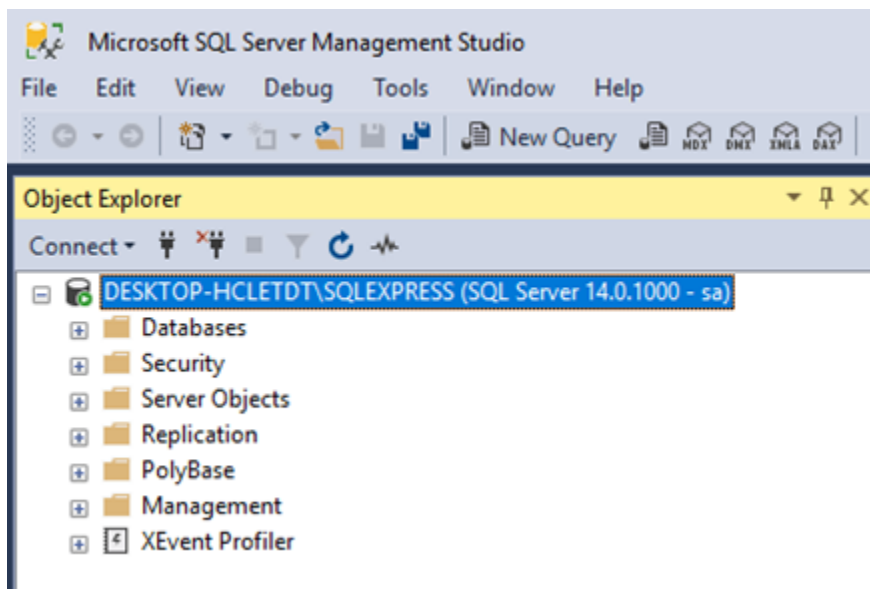 Microsoft SQL Server Management Studio
File Edit View Debug Tools Window Help
New Query MDX DMX XMLA DAX
Object Explorer
Connect
DESKTOP-HCLETDT\SQLEXPRESS (SQL Server 14.0.1000 - sa)
Databases
Security
Server Objects
Replication
PolyBase
Management
XEvent Profiler